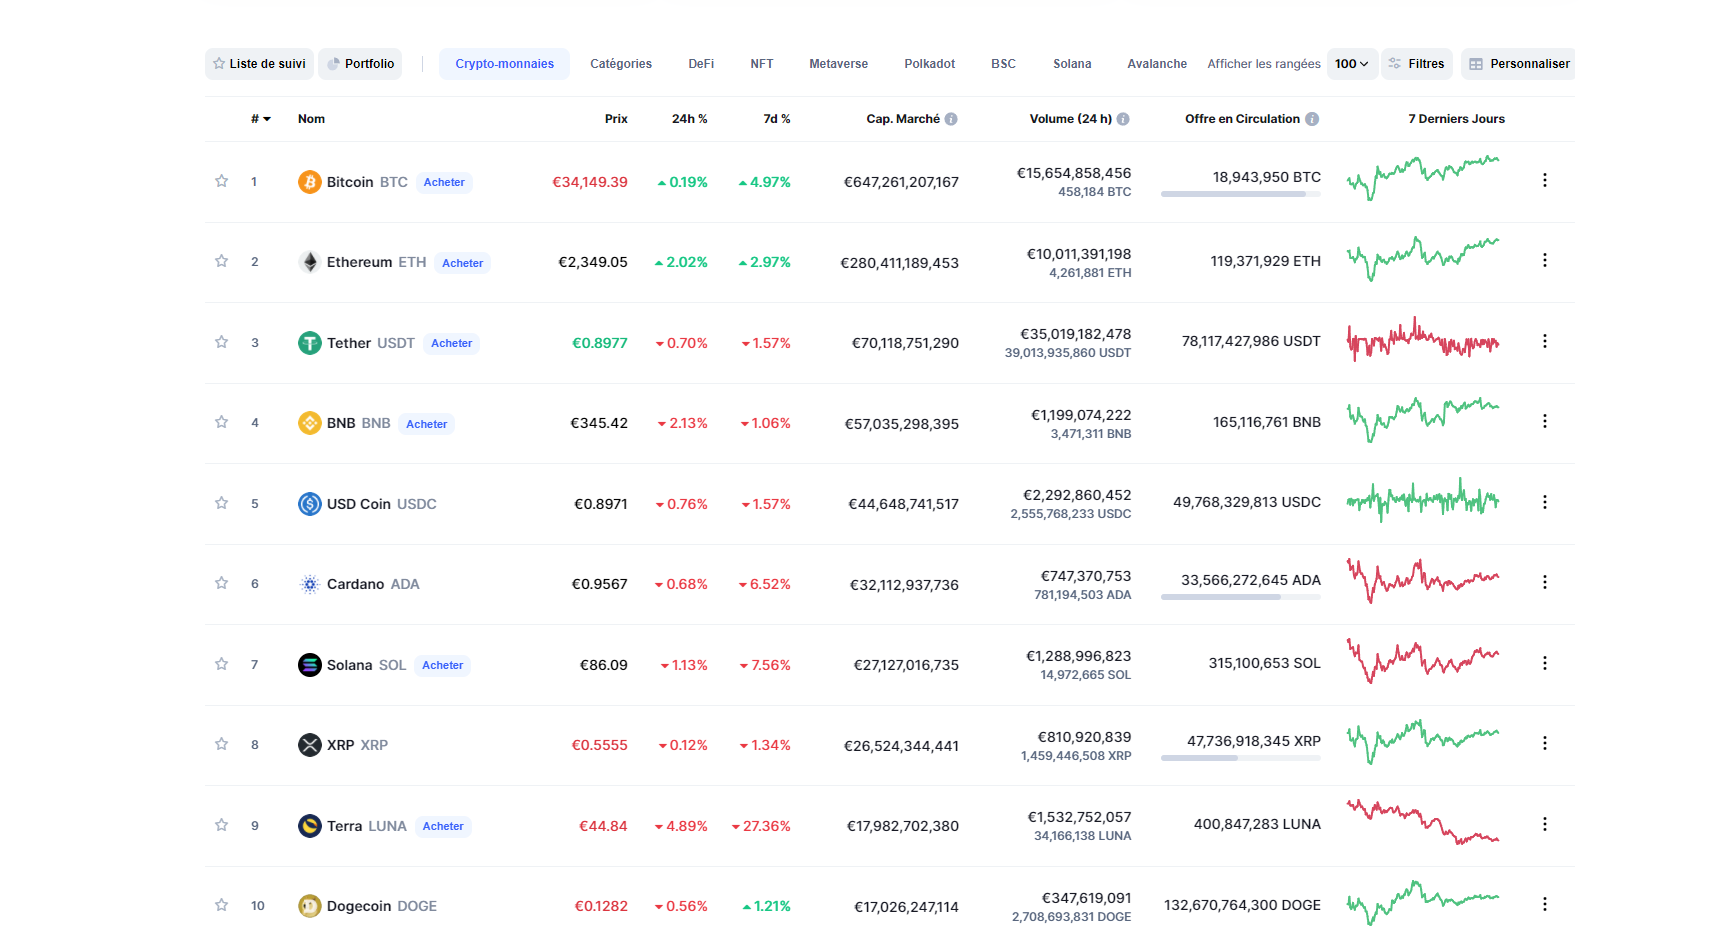 Liste de suivi Portfolio Crypto-monnaies Catégories DeFi NFT Metaverse Polkadot BSC Solana Avalanche Afficher les rangées 100 Filtres Personnaliser
# Nom Prix 24h % 7d % Cap. Marché Volume (24 h) Offre en Circulation 7 Derniers Jours
1 Bitcoin BTC Acheter €34,149.39 0.19% 4.97% €647,261,207,167 €15,654,858,456 18,943,950 BTC
458,184 BTC
2 Ethereum ETH Acheter €2,349.05 2.02% 2.97% €280,411,189,453 €10,011,391,198 119,371,929 ETH
4,261,881 ETH
3 Tether USDT Acheter €0.8977 0.70% 1.57% €70,118,751,290 €35,019,182,478 78,117,427,986 USDT
39,013,935,860 USDT
4 BNB BNB Acheter €345.42 2.13% 1.06% €57,035,298,395 €1,199,074,222 165,116,761 BNB
3,471,311 BNB
5 USD Coin USDC €0.8971 0.76% 1.57% €44,648,741,517 €2,292,860,452 49,768,329,813 USDC
2,555,768,233 USDC
6 Cardano ADA €0.9567 0.68% 6.52% €32,112,937,736 €747,370,753 33,566,272,645 ADA
781,194,503 ADA
7 Solana SOL Acheter €86.09 1.13% 7.56% €27,127,016,735 €1,288,996,823 315,100,653 SOL
14,972,665 SOL
8 XRP XRP €0.5555 0.12% 1.34% €26,524,344,441 €810,920,839 47,736,918,345 XRP
1,459,446,508 XRP
9 Terra LUNA Acheter €44.84 4.89% 27.36% €17,982,702,380 €1,532,752,057 400,847,283 LUNA
34,166,138 LUNA
10 Dogecoin DOGE €0.1282 0.56% 1.21% €17,026,247,114 €347,619,091 132,670,764,300 DOGE
2,708,693,831 DOGE